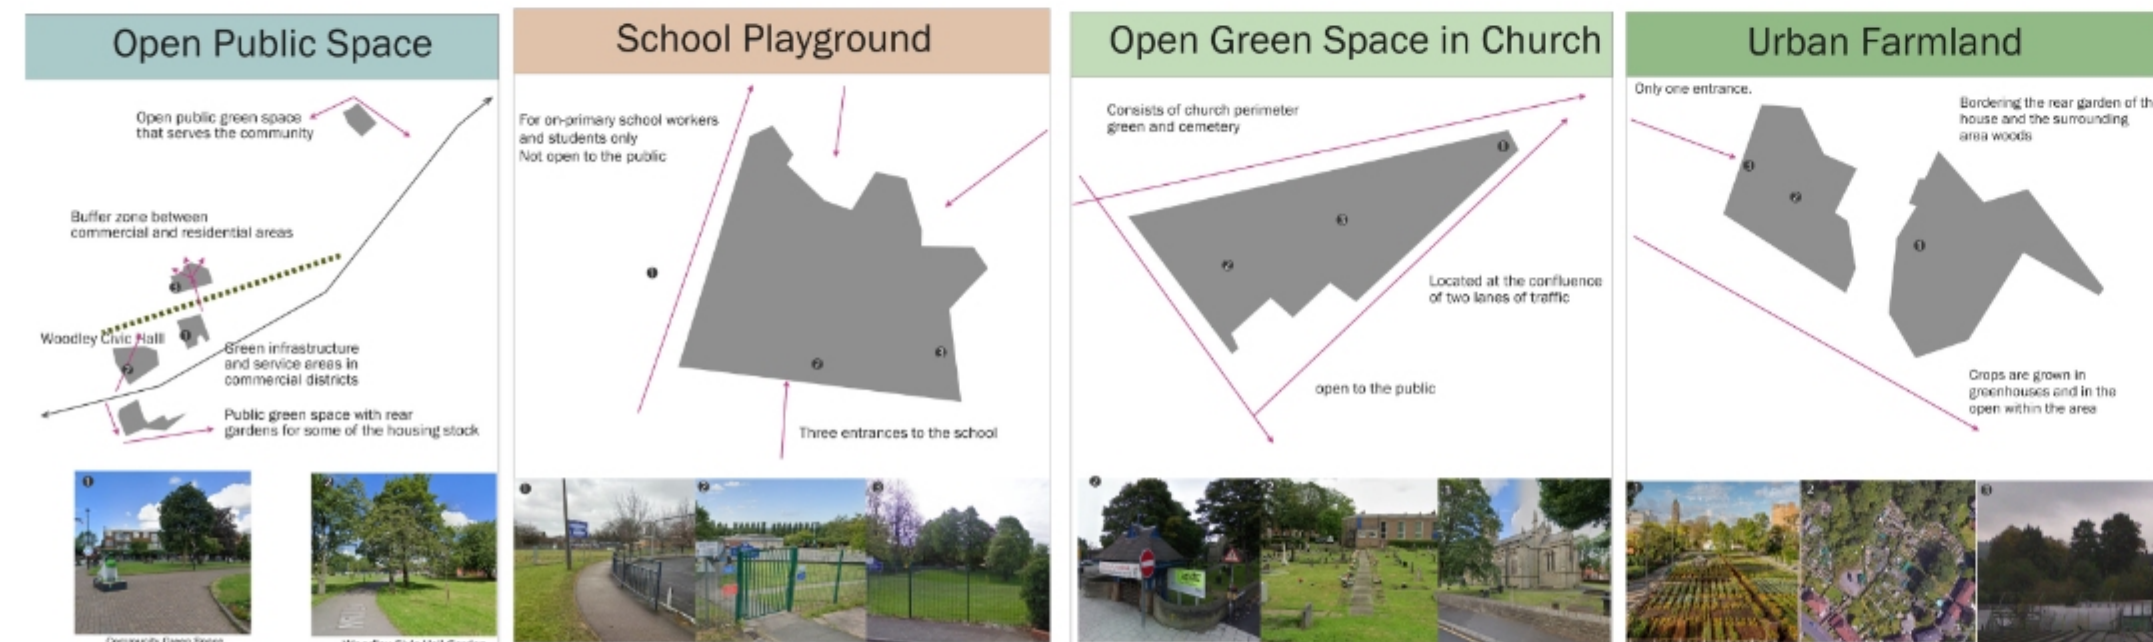 Open Public Space
Open public green space
that serves the community
Buffer zone between
commercial and residential areas
Woodley Civic Hall
Green infrastructure
and service areas in
commercial districts
Public green space with rear
gardens for some of the housing stock
School Playground
For on-primary school workers
and students only
Not open to the public
Three entrances to the school
Open Green Space in Church
Consists of church perimeter
green and cemetery
Located at the confluence
of two lanes of traffic
open to the public
Urban Farmland
Only one entrance.
Bordering the rear garden of th
house and the surrounding
area woods
Crops are grown in
greenhouses and in the
open within the area